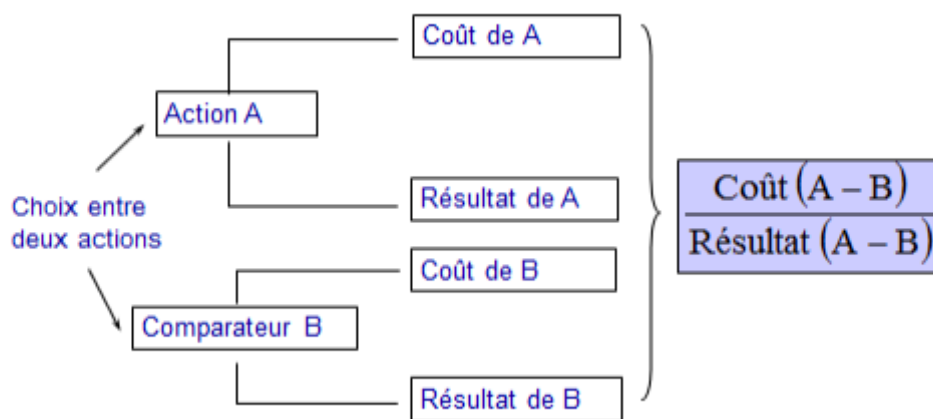 Coût de A
Action A
Résultat de A
Choix entre
deux actions
Coût de B
Comparateur B
Résultat de B
Coût (A – B)
Résultat (A – B)